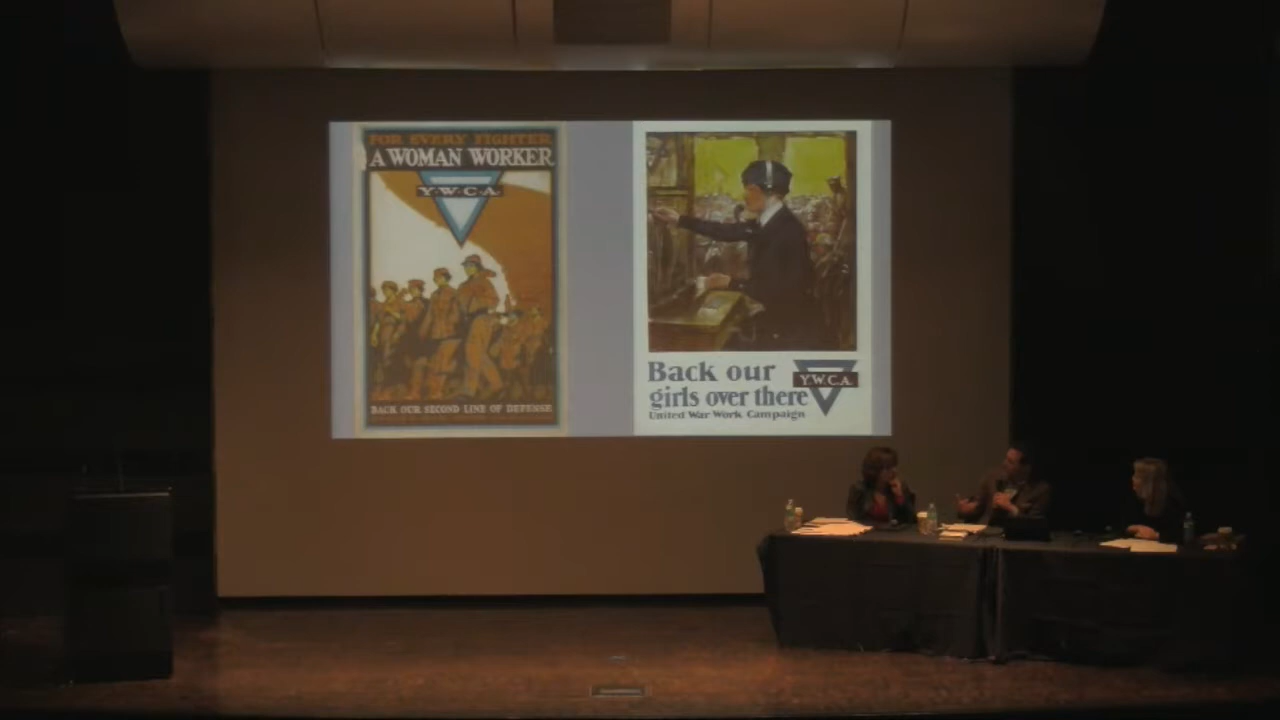 FOR EVERY FIGHTER
A WOMAN WORKER
Y.W.C.A.
BACK OUR SECOND LINE OF DEFENSE
Back our
girls over there
United War Work Campaign
Y.W.C.A.